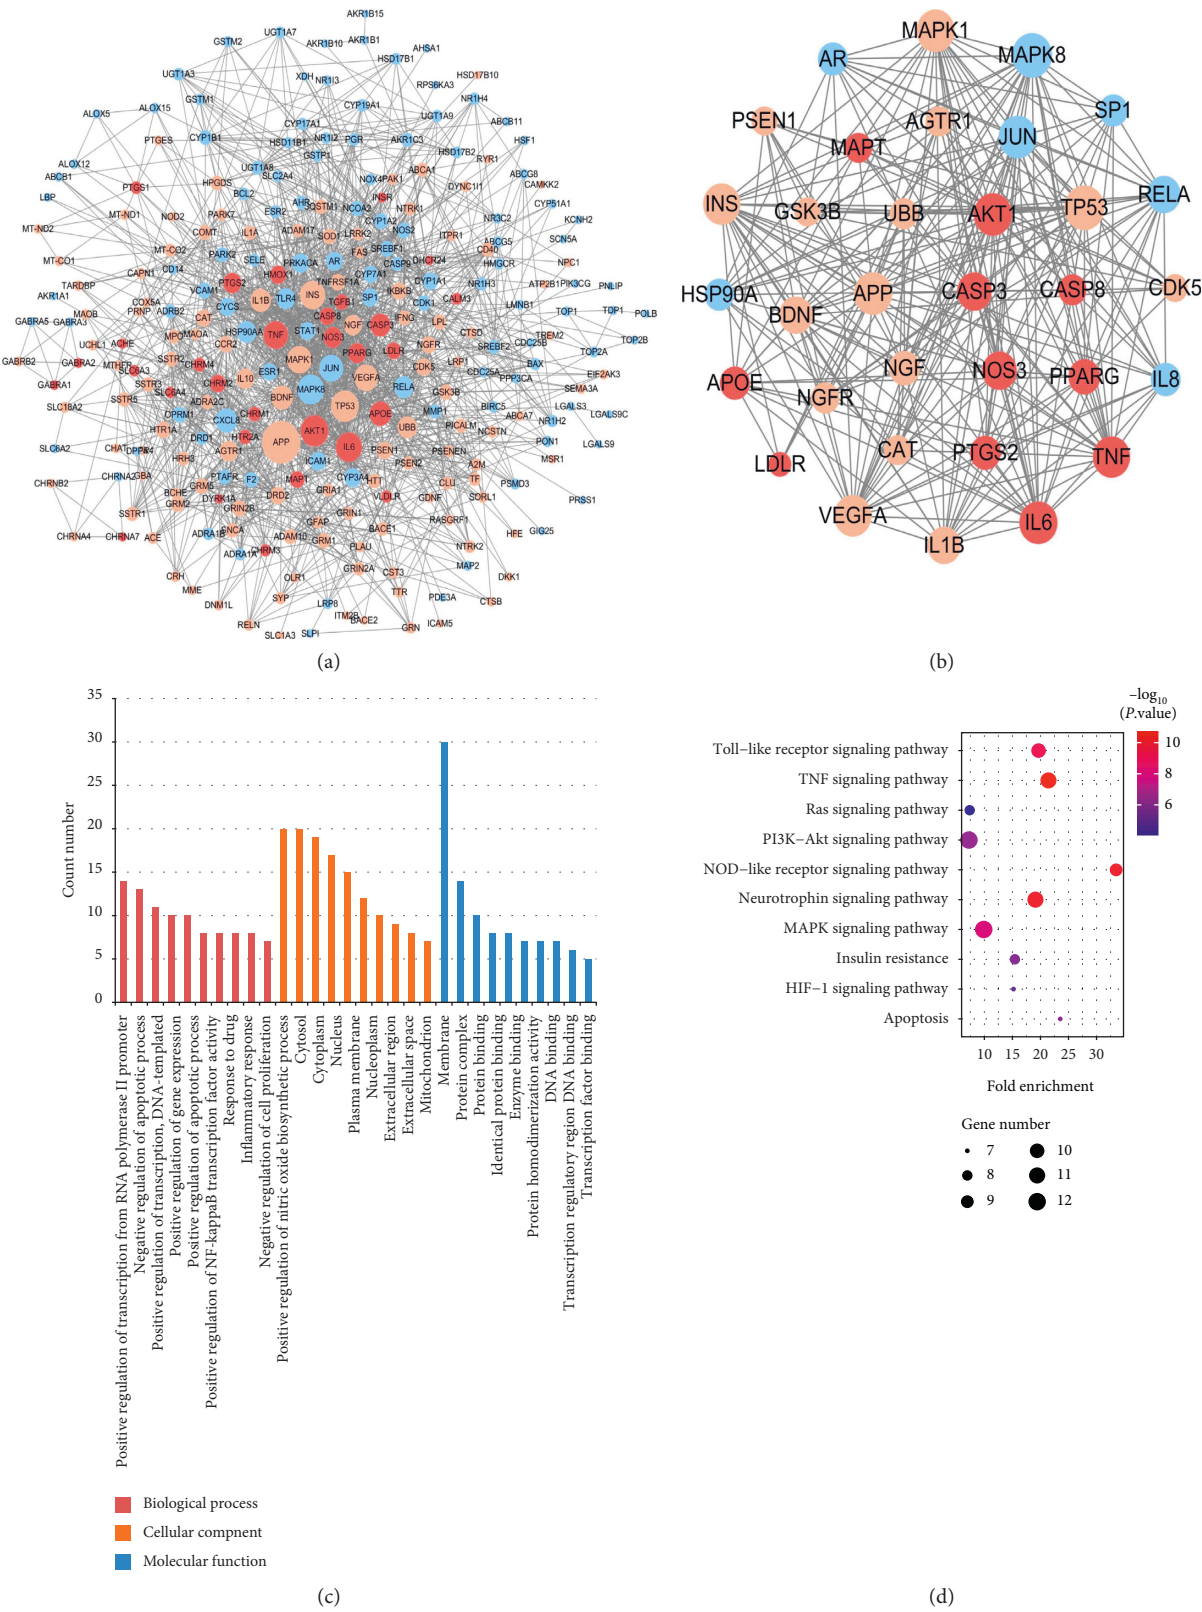 AKR1B15
UGT1A7
GSTM2
AKR1B10
AKR1B1
AHSA1
HSD17B1
UGT1A3
XDH
NR1I3
RPS6KA3
HSD17B10
NR1H4
GSTM1
CYP19A1
UGT1A9
ABCB11
ALOX5
ALOX15
PTGES
CYP1B1
CYP17A1
HSD11B1
NR1I2
PGR
AKR1C3
HSF1
GSTP1
HSD17B2
RYR1
ALOX12
ABCB1
UGT1A8
SLC2A4
ABCA1
ABCG8
LBP
PTGS1
HPGDS
BCL2
NOX4
PAK1
DYNC1I1
CAMKK2
INSR
CYP51A1
MT-ND1
NOD2
PARK7
ESR2
AHR
SQSTM1
NCOA2
NTRK1
NR3C2
KCNH2
MT-ND2
COMT
IL1A
ADAM17
SOD1
LRRK2
CYP1A2
NOS2
ITPR1
ABCG5
SCN5A
MT-CO2
PARK2
SELE
PRKACA
AR
FAS
SREBF1
CASP9
DHCR24
CD40
HMGCR
NPC1
MT-CO1
CAPN1
CD14
HMOX1
TNFRSF1A
CYP7A1
CYP1A1
NR1H3
ATP2B1
PIK3CG
PNLIP
TARDBP
PTGS2
VCAM1
IL1B
TLR4
INS
TGFB1
SP1
IKBKB
CDK1
CALM3
LMNB1
TOP1
TDP1
POLB
AKR1A1
COX5A
PRNP
ADRB2
CYCS
CASP8
IFNG
LPL
MAOB
CAT
HSP90AA
STAT1
NGF
CASP3
CTSD
TREM2
TOP2B
GABRA5
GABRA3
MPO
MAOA
CCR2
TNF
NOS3
NGFR
SREBF2
CDC25B
TOP2A
UCHL1
ACHE
SSTR2
MAPK1
PPARG
LDLR
LRP1
BAX
GABRB2
GABRA2
MTHFR
SLC6A3
CHRM4
ESR1
JUN
CDK5
CDC25A
PPP3CA
EIF2AK3
GABRA1
SSTR3
CHRM2
IL10
MAPK8
VEGFA
RELA
GSK3B
SEMA3A
SLC6A4
SLC18A2
SSTR5
ADRA2C
BDNF
TP53
BIRC5
LGALS3
LGALS9C
OPRM1
CXCL8
CHRM1
APOE
MMP1
ABCA7
NR1H2
HTR1A
DRD1
HTR2A
AKT1
UBB
PICALM
NCSTN
PON1
LGALS9
SLC6A2
CHAT
DPP4
AGTR1
APP
IL6
PSEN1
PSENEN
MSR1
HRH3
ICAM1
PSEN2
A2M
CHRNB2
CHRNA2
GBA
PTAFR
F2
MAPT
CYP3A4
HTT
CLU
TF
PSMD3
BCHE
GRM5
GRM2
DYRK1A
DRD2
GRIA1
VLDLR
GDNF
SORL1
PRSS1
SSTR1
GRIN2B
GRIN1
RASGRF1
CHRNA4
CHRNA7
ACE
ADRA1B
SNCA
ADAM10
GFAP
GRM1
BACE1
HFE
GIG25
ADRA1A
CHRM3
PLAU
NTRK2
MAP2
CRH
MME
OLR1
GRIN2A
CST3
TTR
DKK1
DNM1L
SYP
LRP8
PDE3A
CTSB
ITM2B
BACE2
RELN
SLC1A3
SLPI
GRN
ICAM5
(a)
MAPK1
AR
MAPK8
SP1
PSEN1
AGTR1
JUN
MAPT
INS
GSK3B
UBB
AKT1
TP53
RELA
HSP90A
BDNF
APP
CASP3
CASP8
CDK5
APOE
NGFR
NGF
NOS3
PPARG
IL8
LDLR
CAT
PTGS2
TNF
VEGFA
IL1B
IL6
(b)
35
30
25
20
15
10
5
0
Count number
Positive regulation of transcription from RNA polymerase II promoter
Negative regulation of apoptotic process
Positive regulation of transcription, DNA-templated
Positive regulation of gene expression
Positive regulation of apoptotic process
Positive regulation of NF-kappaB transcription factor activity
Response to drug
Inflammatory response
Negative regulation of cell proliferation
Positive regulation of nitric oxide biosynthetic process
Cytosol
Cytoplasm
Nucleus
Plasma membrane
Nucleoplasm
Extracellular region
Extracellular space
Mitochondrion
Membrane
Protein complex
Protein binding
Identical protein binding
Enzyme binding
Protein homodimerization activity
DNA binding
Transcription regulatory region DNA binding
Transcription factor binding
Biological process
Cellular compnent
Molecular function
(c)
−log10
(P.value)
10
8
6
Toll−like receptor signaling pathway
TNF signaling pathway
Ras signaling pathway
PI3K−Akt signaling pathway
NOD−like receptor signaling pathway
Neurotrophin signaling pathway
MAPK signaling pathway
Insulin resistance
HIF−1 signaling pathway
Apoptosis
10 15 20 25 30
Fold enrichment
Gene number
7 10
8 11
9 12
(d)